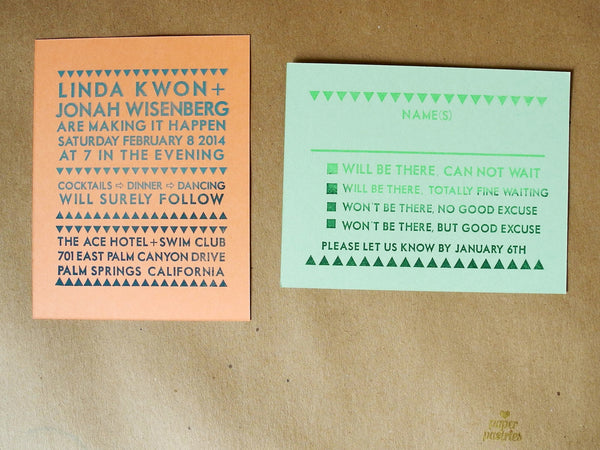 LINDA KWON+
JONAH WISENBERG
ARE MAKING IT HAPPEN
SATURDAY FEBRUARY 8 2014
AT 7 IN THE EVENING
COCKTAILS ⇨ DINNER ⇨ DANCING
WILL SURELY FOLLOW
THE ACE HOTEL + SWIM CLUB
701 EAST PALM CANYON DRIVE
PALM SPRINGS CALIFORNIA
NAME(S)
WILL BE THERE, CAN NOT WAIT
WILL BE THERE, TOTALLY FINE WAITING
WON'T BE THERE, NO GOOD EXCUSE
WON'T BE THERE, BUT GOOD EXCUSE
PLEASE LET US KNOW BY JANUARY 6TH
paper
pastries